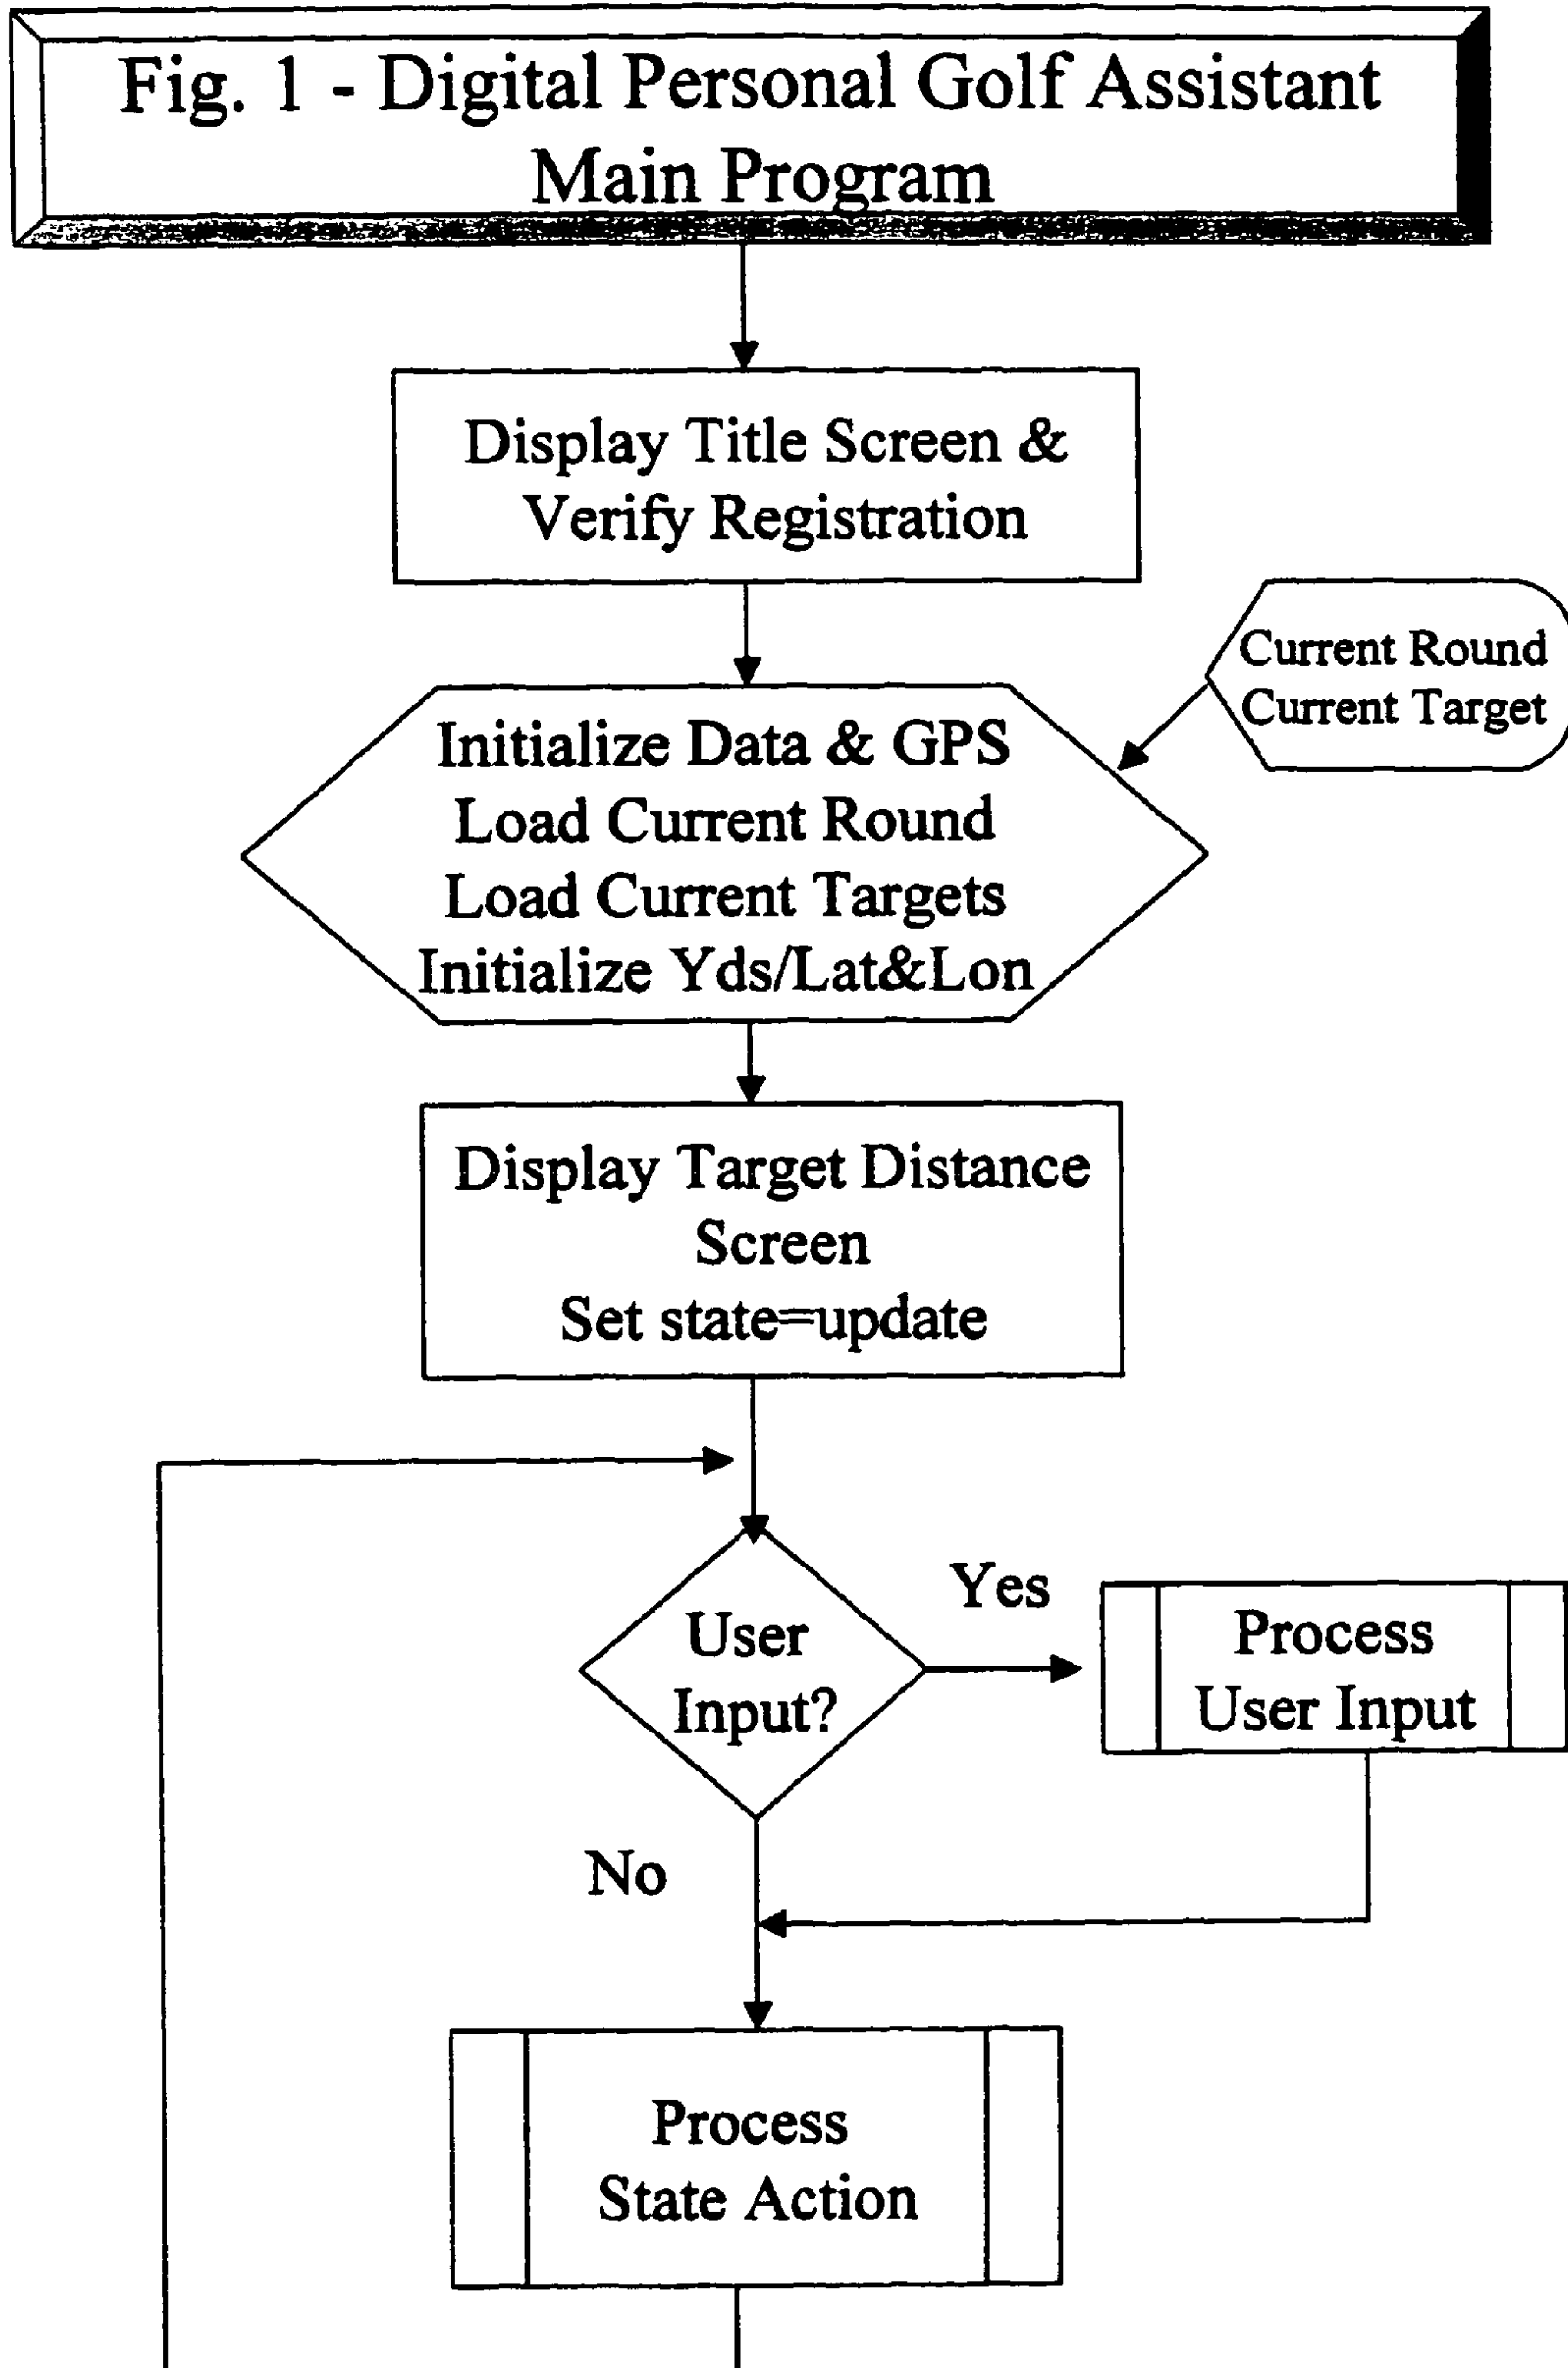 Fig. 1 - Digital Personal Golf Assistant
Main Program
Display Title Screen &
Verify Registration
Current Round
Current Target
Initialize Data & GPS
Load Current Round
Load Current Targets
Initialize Yds/Lat&Lon
Display Target Distance
Screen
Set state=update
User
Input?
Yes
Process
User Input
No
Process
State Action